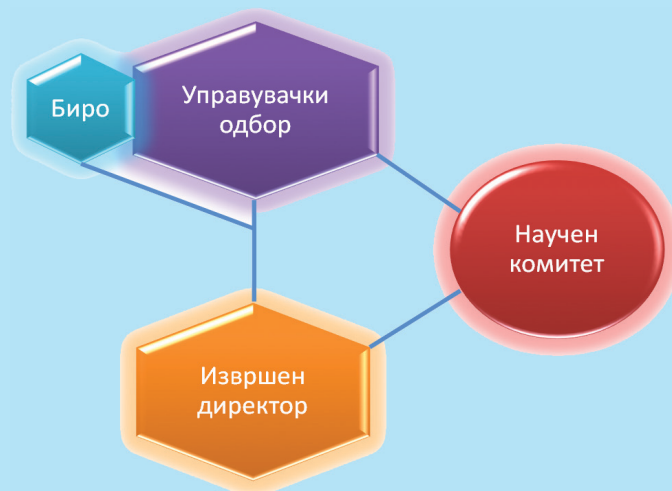 Биро
Управувачки
одбор
Научен
комитет
Извршен
директор